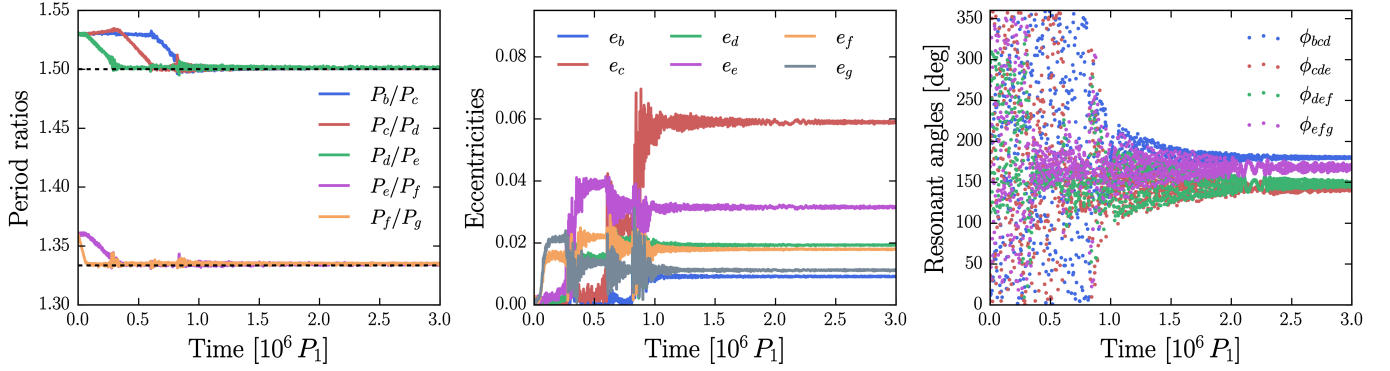 Period ratios
1.55
1.50
1.45
1.40
1.35
1.30
P_b/P_c
P_c/P_d
P_d/P_e
P_e/P_f
P_f/P_g
0.0 0.5 1.0 1.5 2.0 2.5 3.0
Time [10^6 P_1]
Eccentricities
0.08
0.06
0.04
0.02
0.00
e_b e_d e_f
e_c e_e e_g
0.0 0.5 1.0 1.5 2.0 2.5 3.0
Time [10^6 P_1]
Resonant angles [deg]
350
300
250
200
150
100
50
0
ϕ_bcd
ϕ_cde
ϕ_def
ϕ_efg
0.0 0.5 1.0 1.5 2.0 2.5 3.0
Time [10^6 P_1]